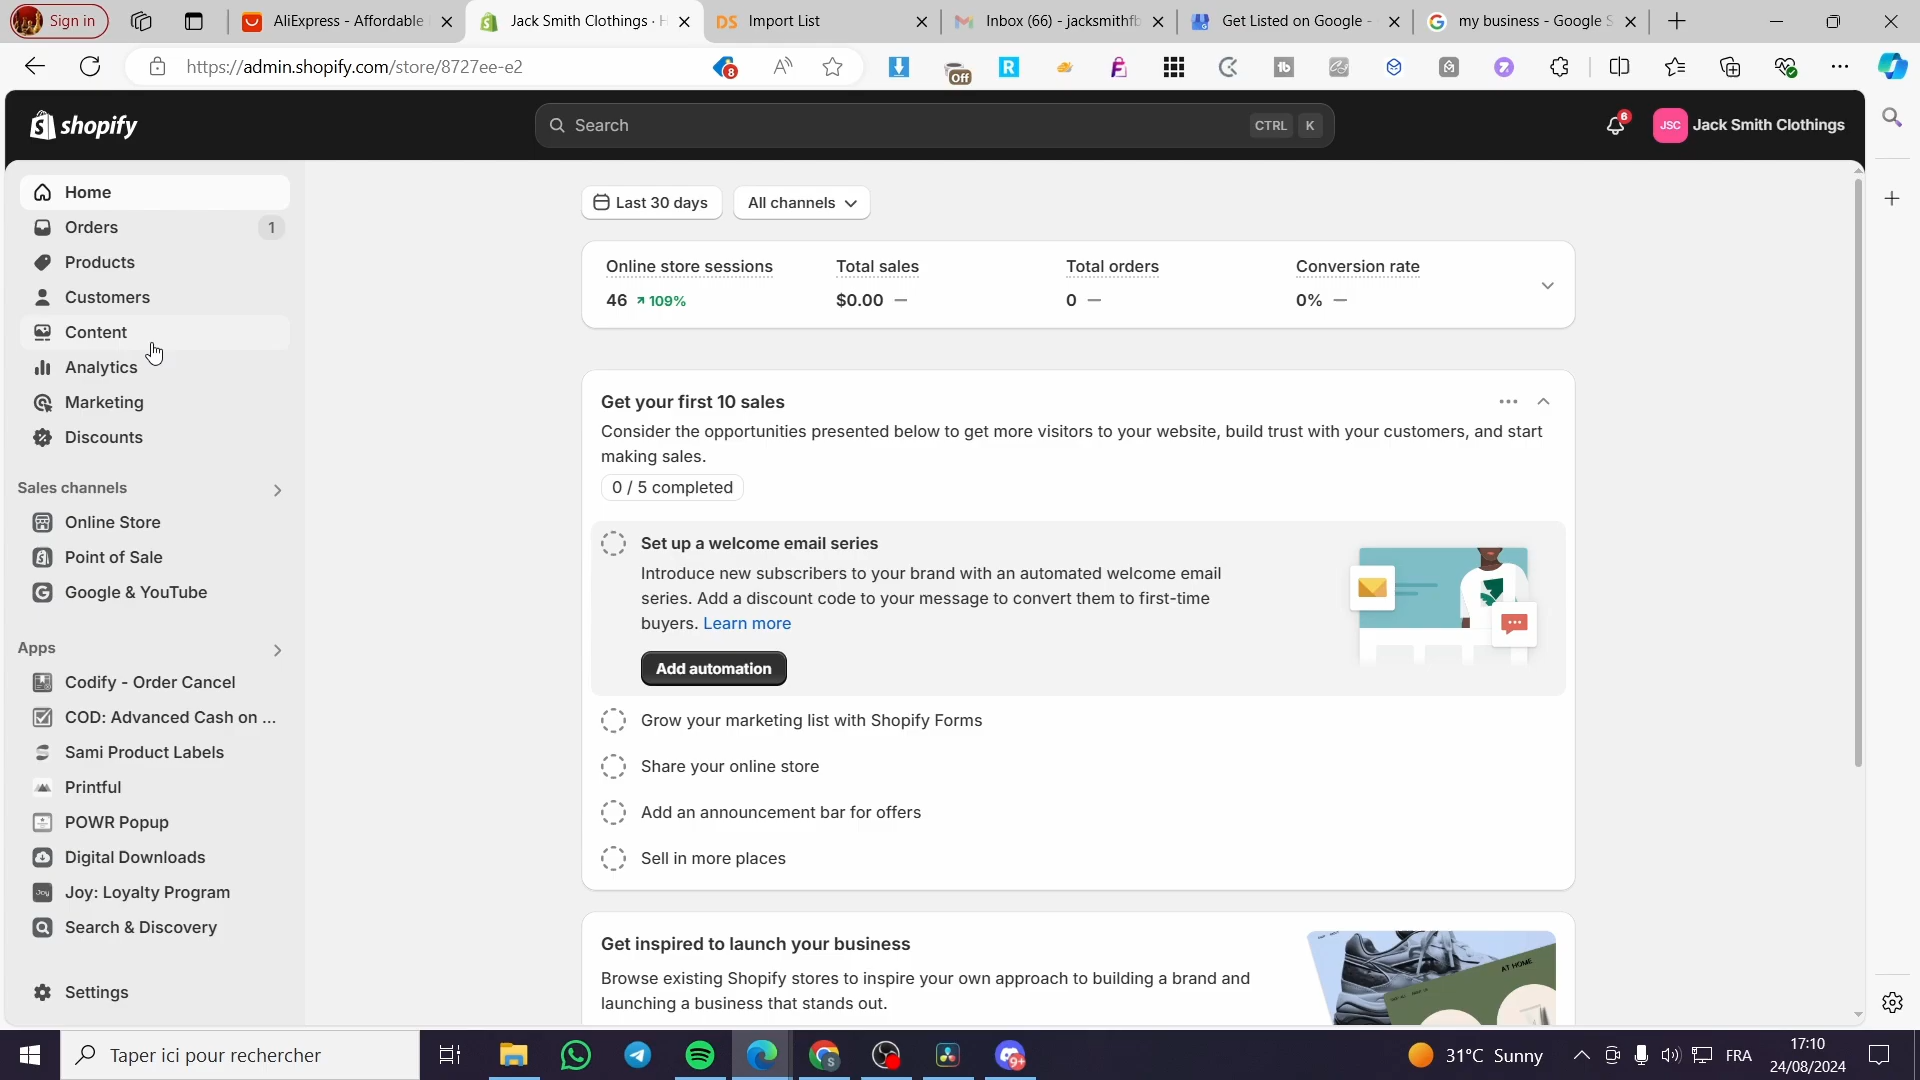 Sign in
AliExpress - Affordable
Jack Smith Clothings · H
DS Import List
Inbox (66) - jacksmithfb
Get Listed on Google -
my business - Google S
https://admin.shopify.com/store/8727ee-e2
8
Off
shopify
Search
CTRL K
6
JSC Jack Smith Clothings
Home
Orders 1
Products
Customers
Content
Analytics
Marketing
Discounts
Sales channels
Online Store
Point of Sale
Google & YouTube
Apps
Codify - Order Cancel
COD: Advanced Cash on ...
Sami Product Labels
Printful
POWR Popup
Digital Downloads
Joy: Loyalty Program
Search & Discovery
Settings
Last 30 days
All channels
Online store sessions
46 109%
Total sales
$0.00 —
Total orders
0 —
Conversion rate
0% —
Get your first 10 sales
Consider the opportunities presented below to get more visitors to your website, build trust with your customers, and start
making sales.
0 / 5 completed
Set up a welcome email series
Introduce new subscribers to your brand with an automated welcome email
series. Add a discount code to your message to convert them to first-time
buyers. Learn more
Add automation
Grow your marketing list with Shopify Forms
Share your online store
Add an announcement bar for offers
Sell in more places
Get inspired to launch your business
Browse existing Shopify stores to inspire your own approach to building a brand and
launching a business that stands out.
AT HOME
Taper ici pour rechercher
9+
31°C Sunny
FRA
17:10
24/08/2024